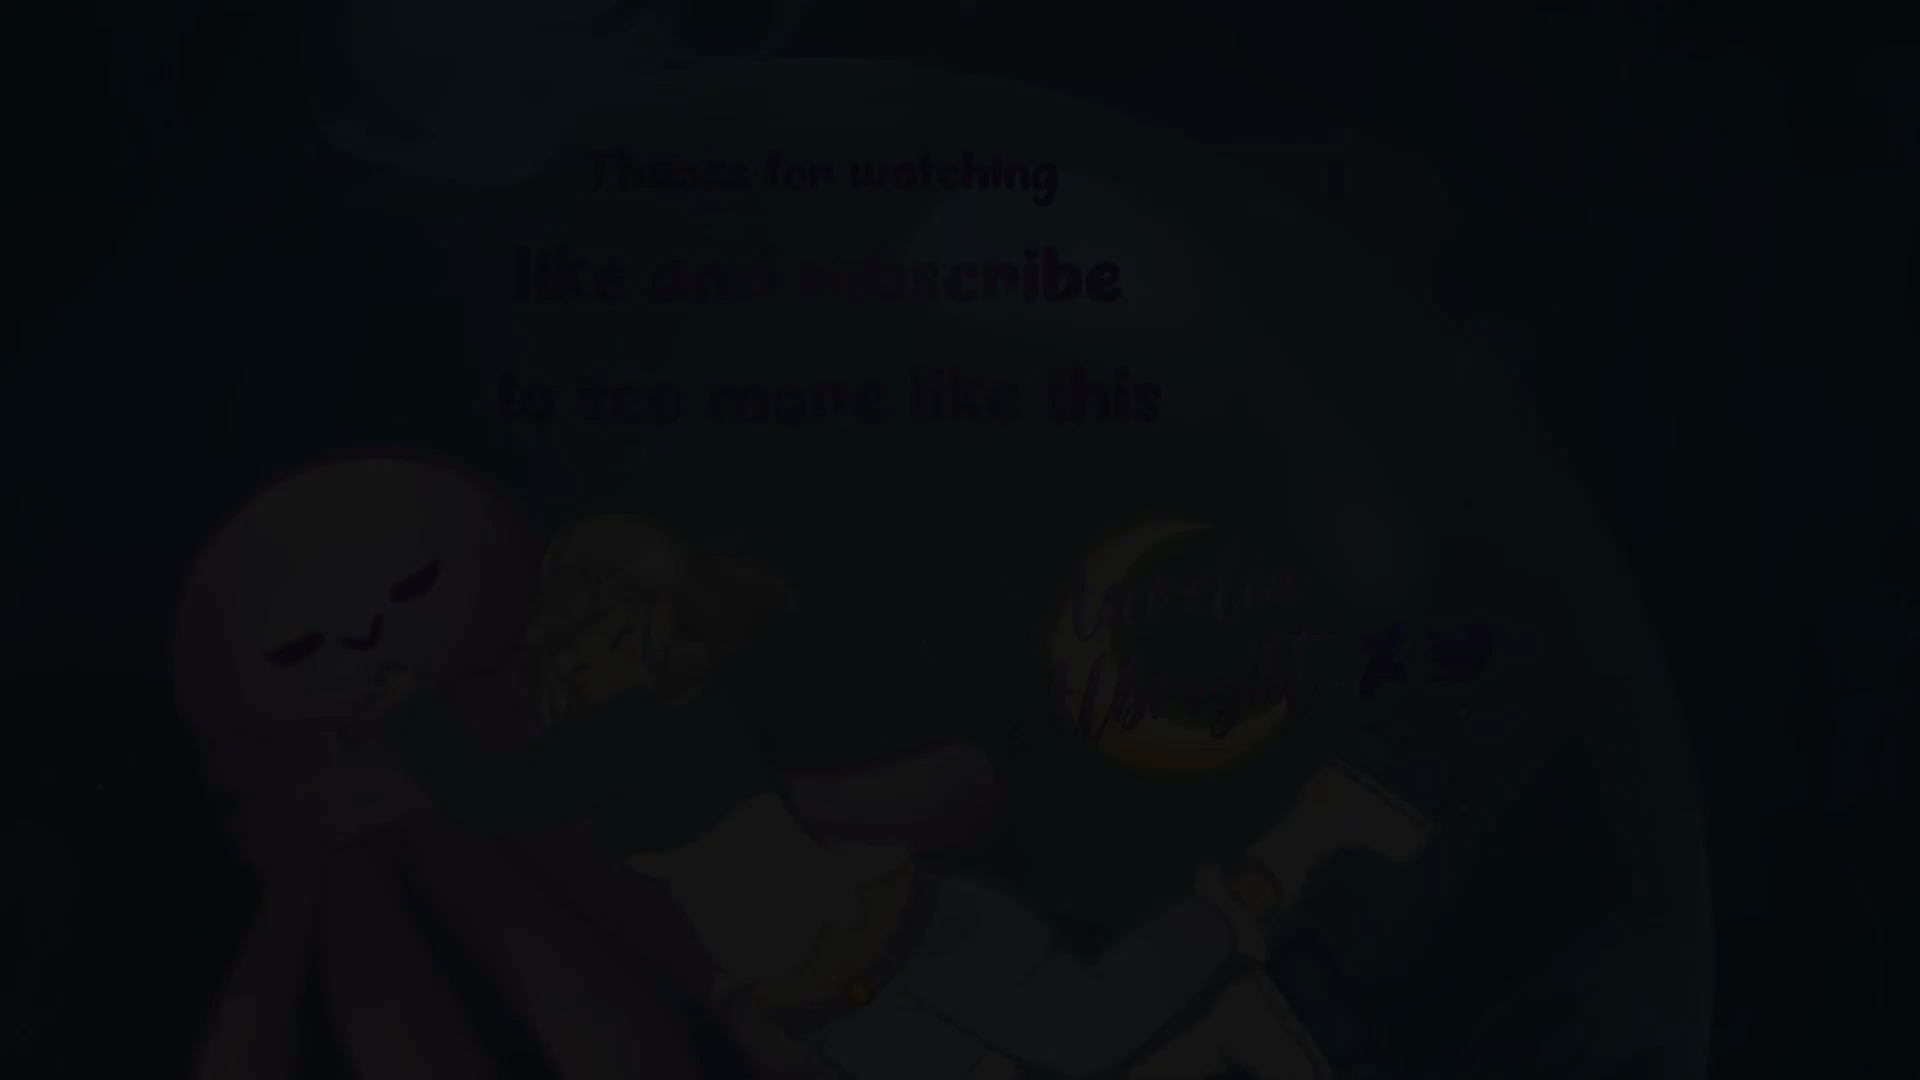 Thanks for watching
like and subscribe
to see more like this